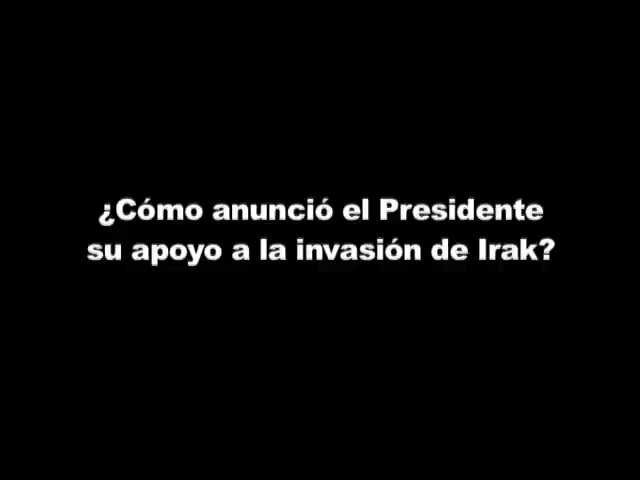 ¿Cómo anunció el Presidente
su apoyo a la invasión de Irak?